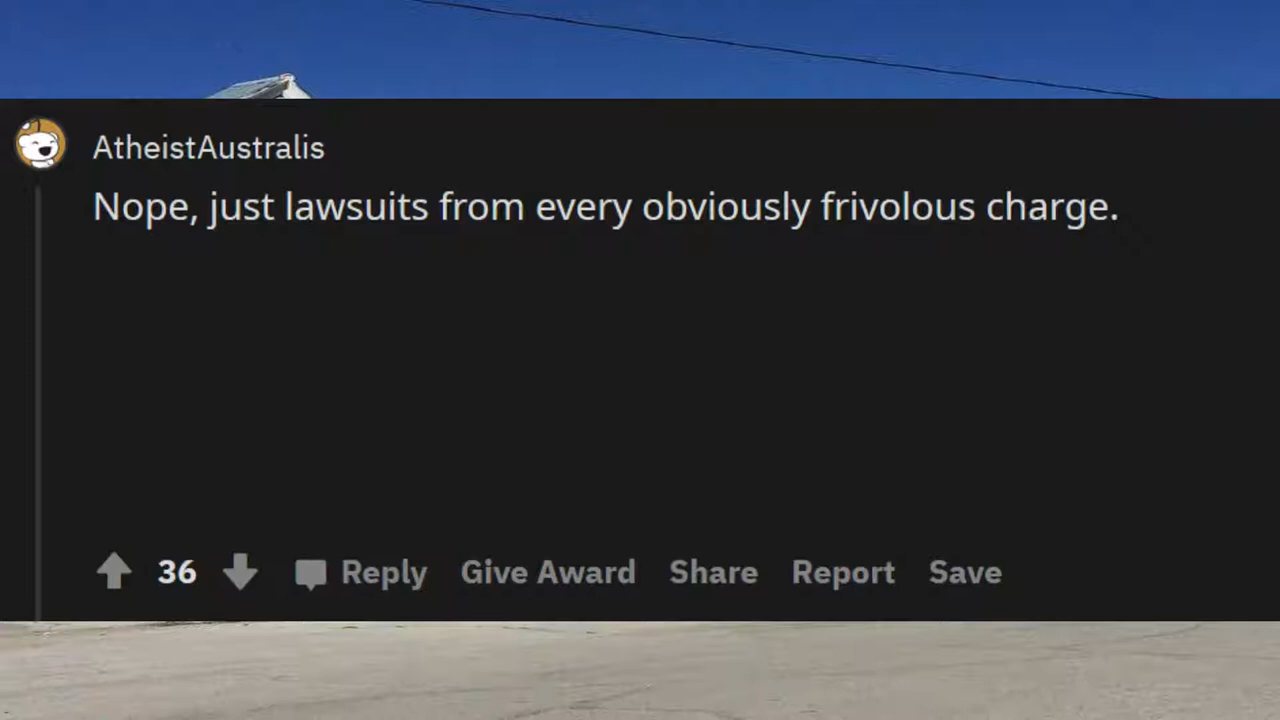 AtheistAustralis
Nope, just lawsuits from every obviously frivolous charge.
36 Reply Give Award Share Report Save